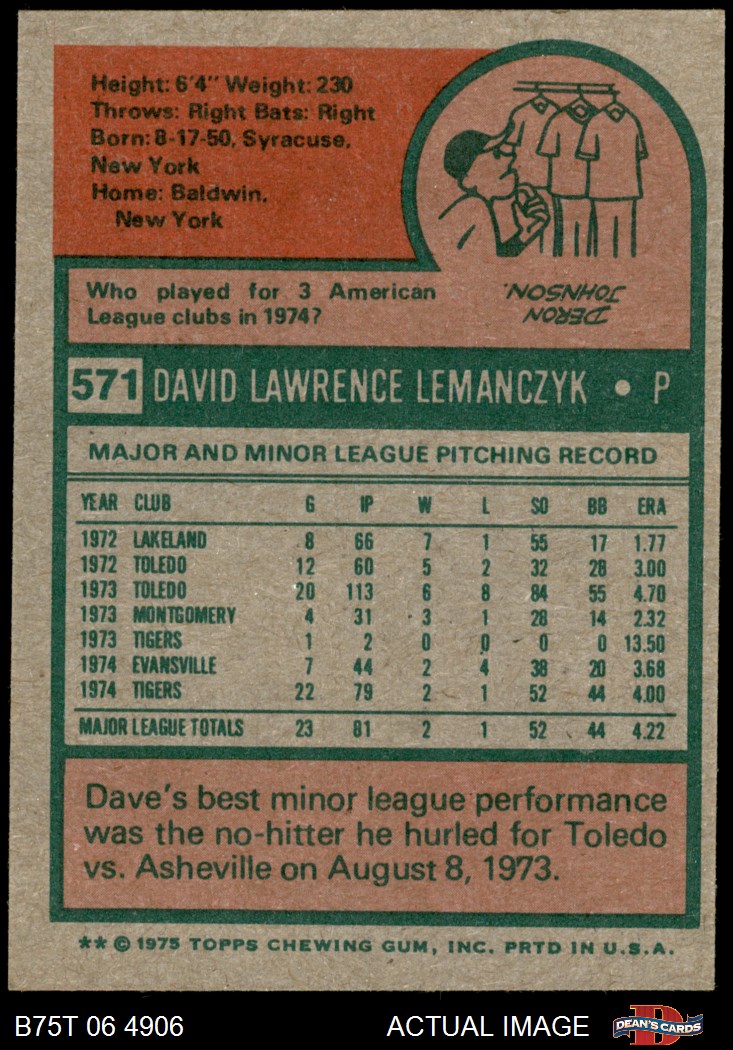 Height: 6'4" Weight: 230
Throws: Right Bats: Right
Born: 8-17-50, Syracuse,
New York
Home: Baldwin,
New York
Who played for 3 American
League clubs in 1974?
DERON
JOHNSON.
571 DAVID LAWRENCE LEMANCZYK • P
MAJOR AND MINOR LEAGUE PITCHING RECORD
YEAR CLUB G IP W L SO BB ERA
1972 LAKELAND 8 66 7 1 55 17 1.77
1972 TOLEDO 12 60 5 2 32 28 3.00
1973 TOLEDO 20 113 6 8 84 55 4.70
1973 MONTGOMERY 4 31 3 1 28 14 2.32
1973 TIGERS 1 2 0 0 0 0 13.50
1974 EVANSVILLE 7 44 2 4 38 20 3.68
1974 TIGERS 22 79 2 1 52 44 4.00
MAJOR LEAGUE TOTALS 23 81 2 1 52 44 4.22
Dave's best minor league performance
was the no-hitter he hurled for Toledo
vs. Asheville on August 8, 1973.
** © 1975 TOPPS CHEWING GUM, INC. PRTD IN U.S.A.
B75T 06 4906 ACTUAL IMAGE D DEAN'S CARDS